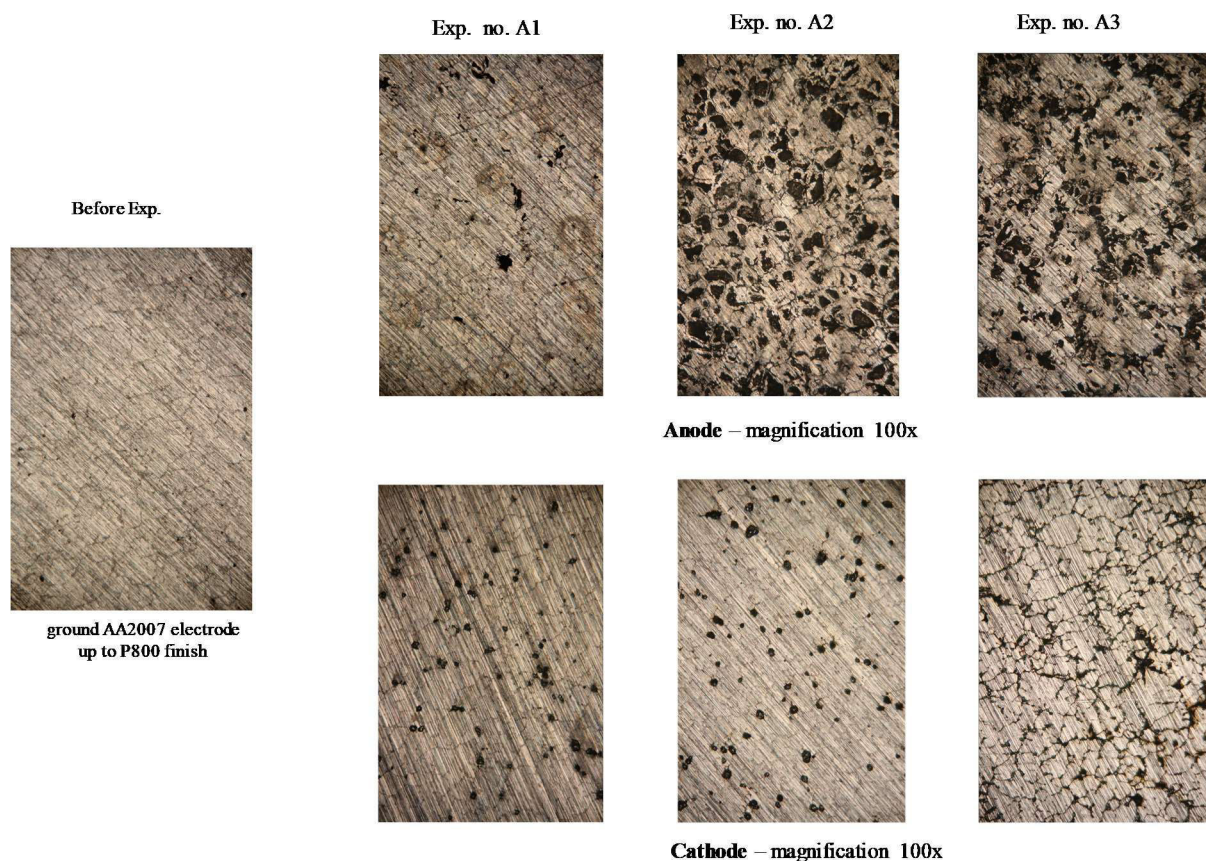 Exp. no. A1
Exp. no. A2
Exp. no. A3
Before Exp.
ground AA2007 electrode
up to P800 finish
Anode – magnification 100x
Cathode – magnification 100x